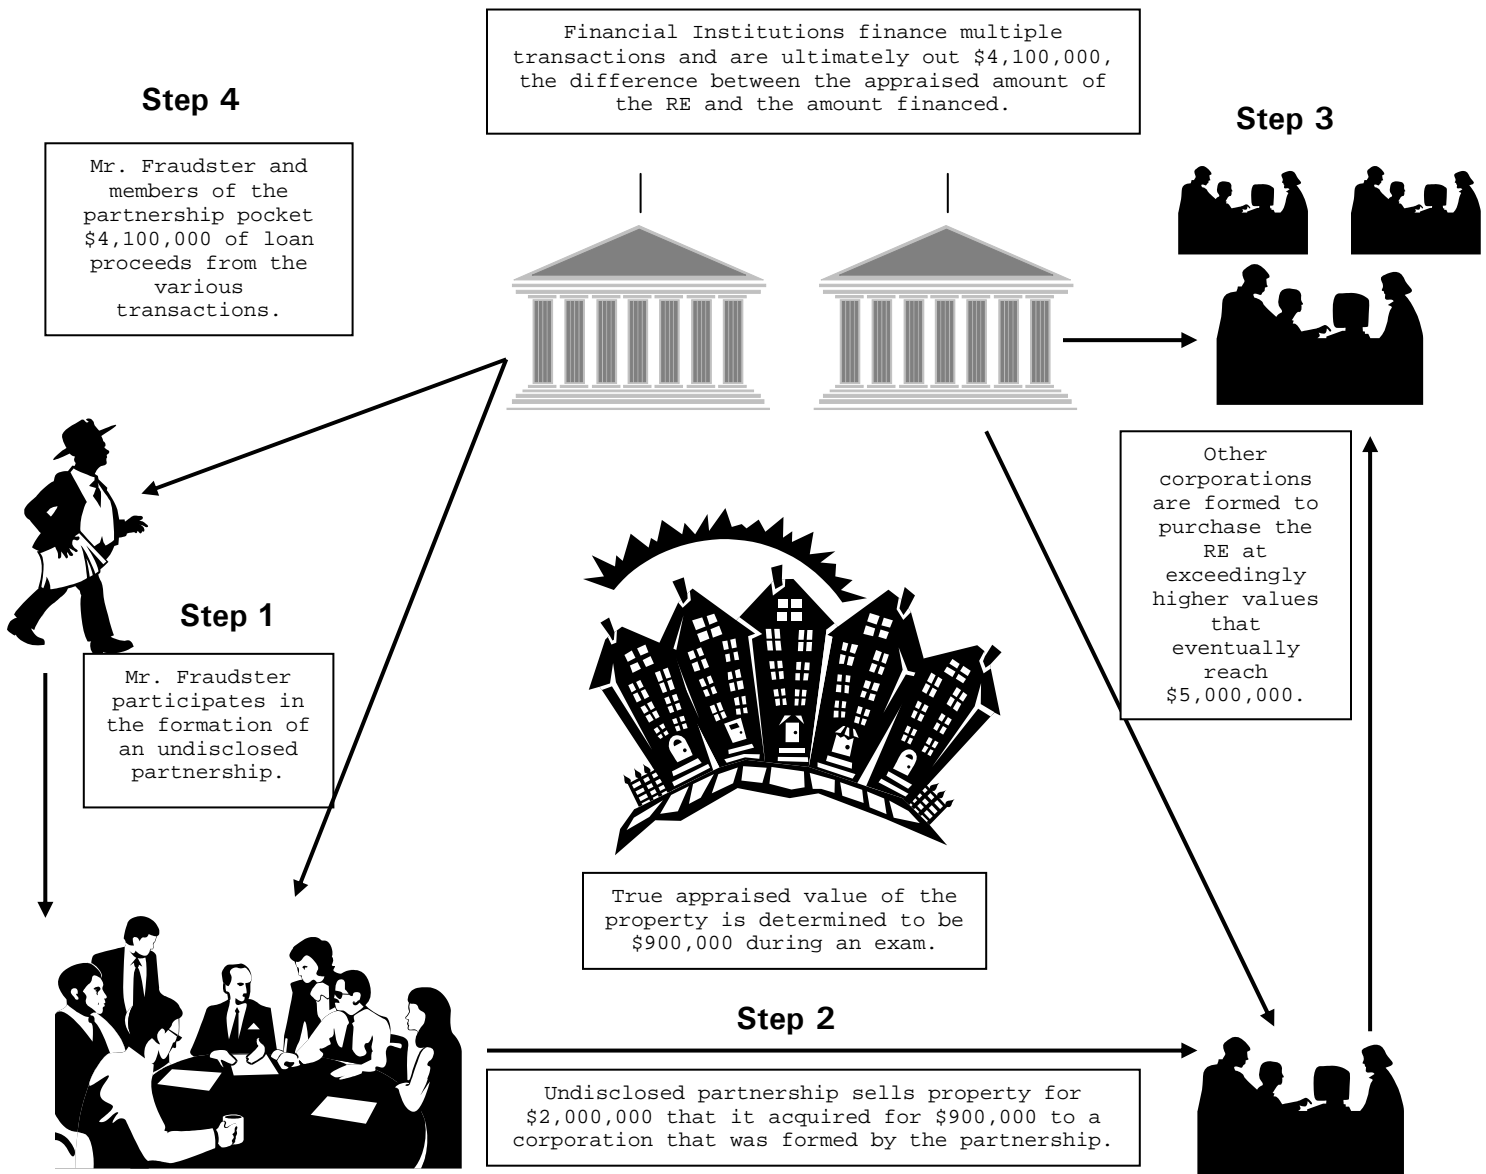 Financial Institutions finance multiple
transactions and are ultimately out $4,100,000,
the difference between the appraised amount of
the RE and the amount financed.
Step 4
Mr. Fraudster and
members of the
partnership pocket
$4,100,000 of loan
proceeds from the
various
transactions.
Step 3
Other
corporations
are formed to
purchase the
RE at
exceedingly
higher values
that
eventually
reach
$5,000,000.
Step 1
Mr. Fraudster
participates in
the formation of
an undisclosed
partnership.
True appraised value of the
property is determined to be
$900,000 during an exam.
Step 2
Undisclosed partnership sells property for
$2,000,000 that it acquired for $900,000 to a
corporation that was formed by the partnership.